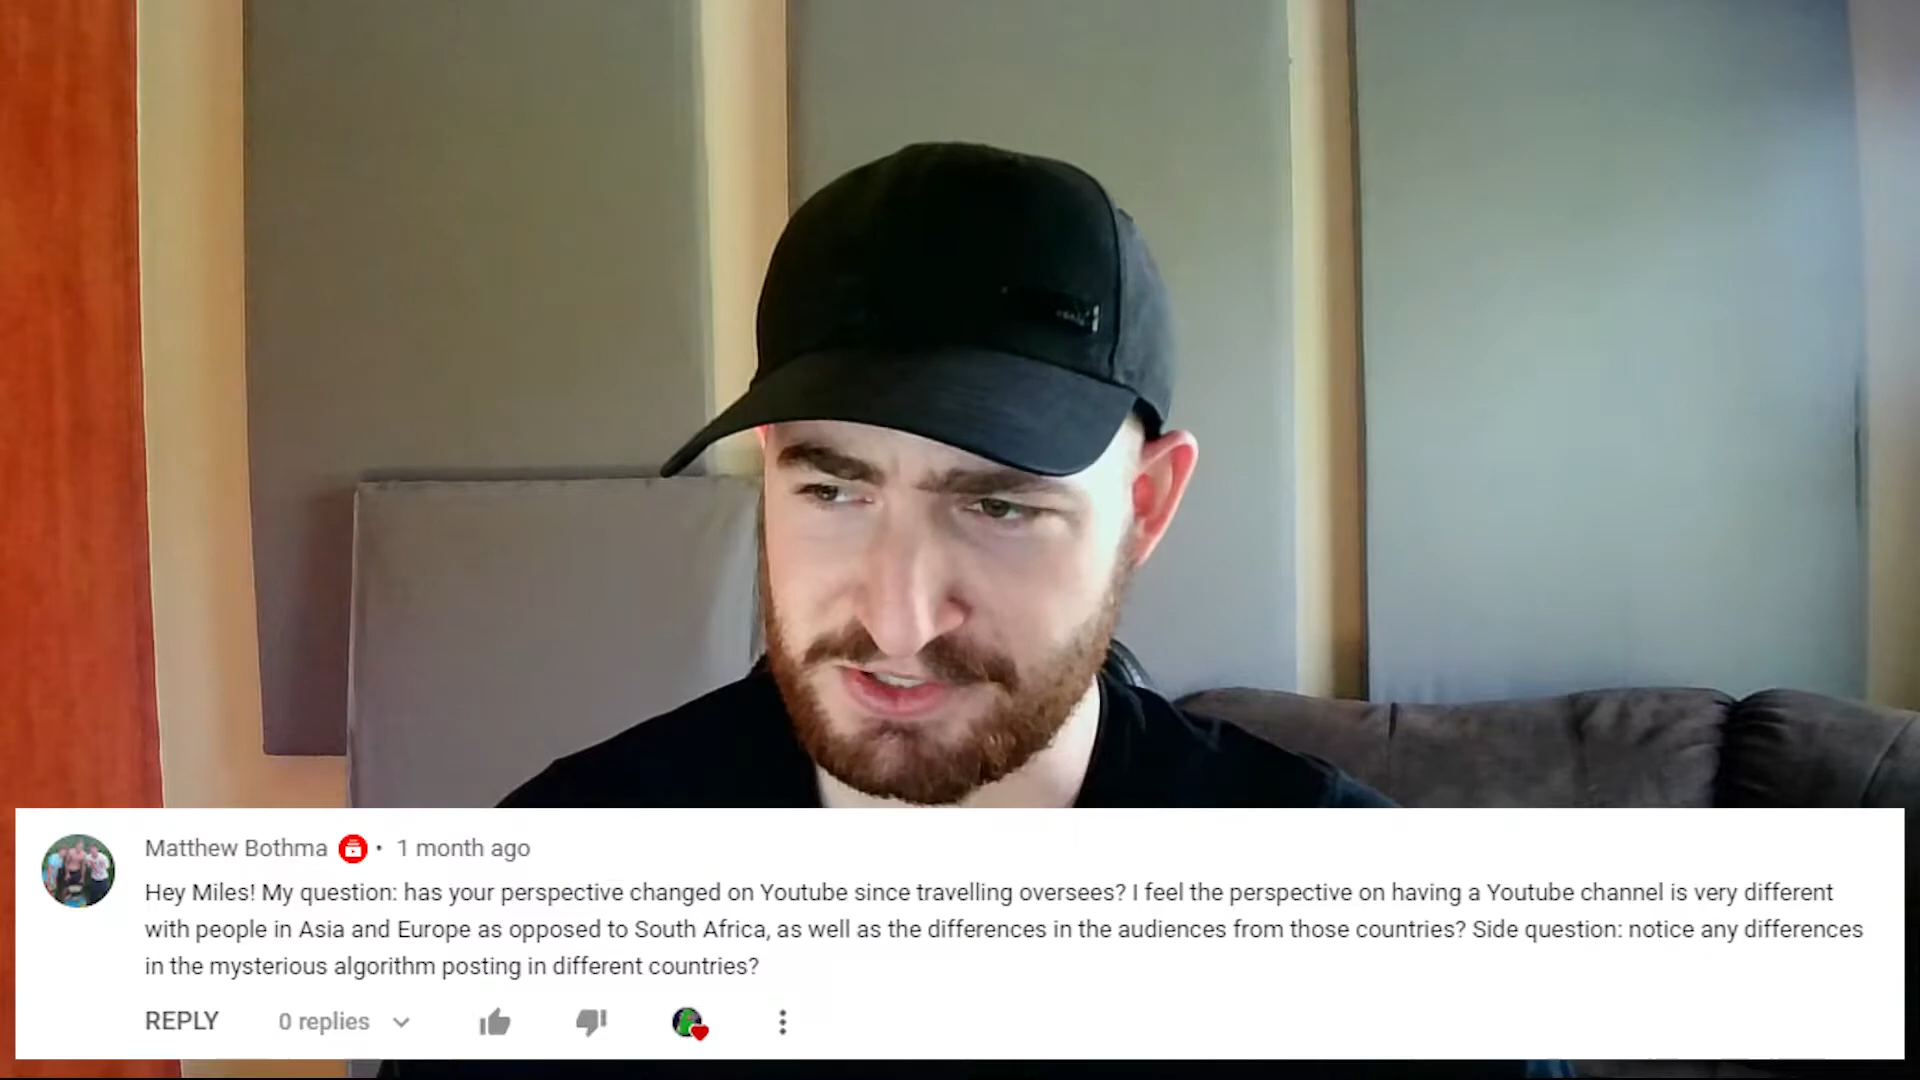 Matthew Bothma • 1 month ago
Hey Miles! My question: has your perspective changed on Youtube since travelling oversees? I feel the perspective on having a Youtube channel is very different
with people in Asia and Europe as opposed to South Africa, as well as the differences in the audiences from those countries? Side question: notice any differences
in the mysterious algorithm posting in different countries?
REPLY 0 replies